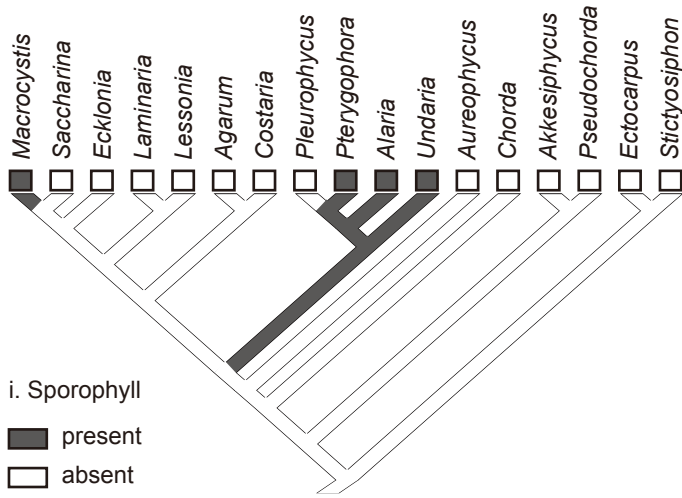 Macrocystis
Saccharina
Ecklonia
Laminaria
Lessonia
Agarum
Costaria
Pleurophycus
Pterygophora
Alaria
Undaria
Aureophycus
Chorda
Akkesiphycus
Pseudochorda
Ectocarpus
Stictyosiphon
i. Sporophyll
present
absent